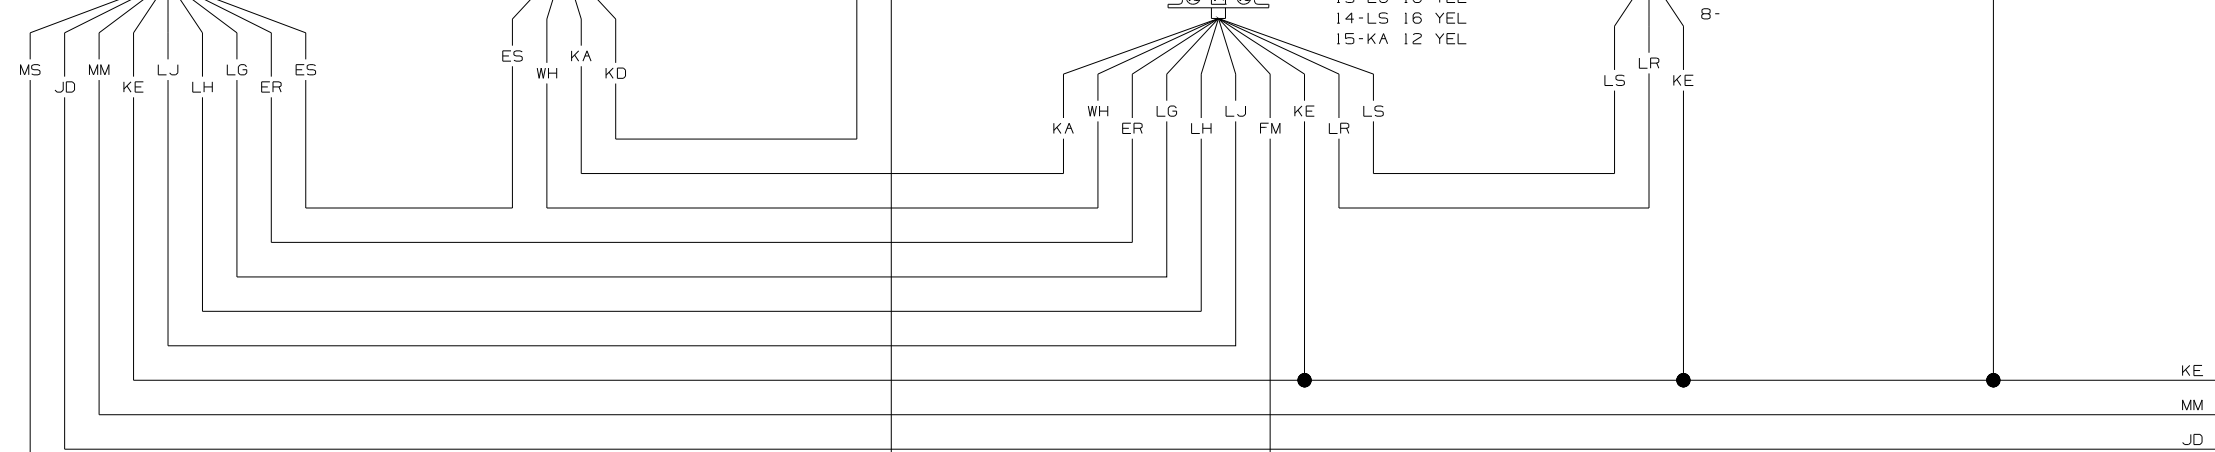 14-LS 16 YEL
15-KA 12 YEL
8-
MS JD MM KE LJ LH LG ER ES
ES WH KA KD
KA WH ER LG LH LJ FM KE LR LS
LS LR KE
KE
MM
JD